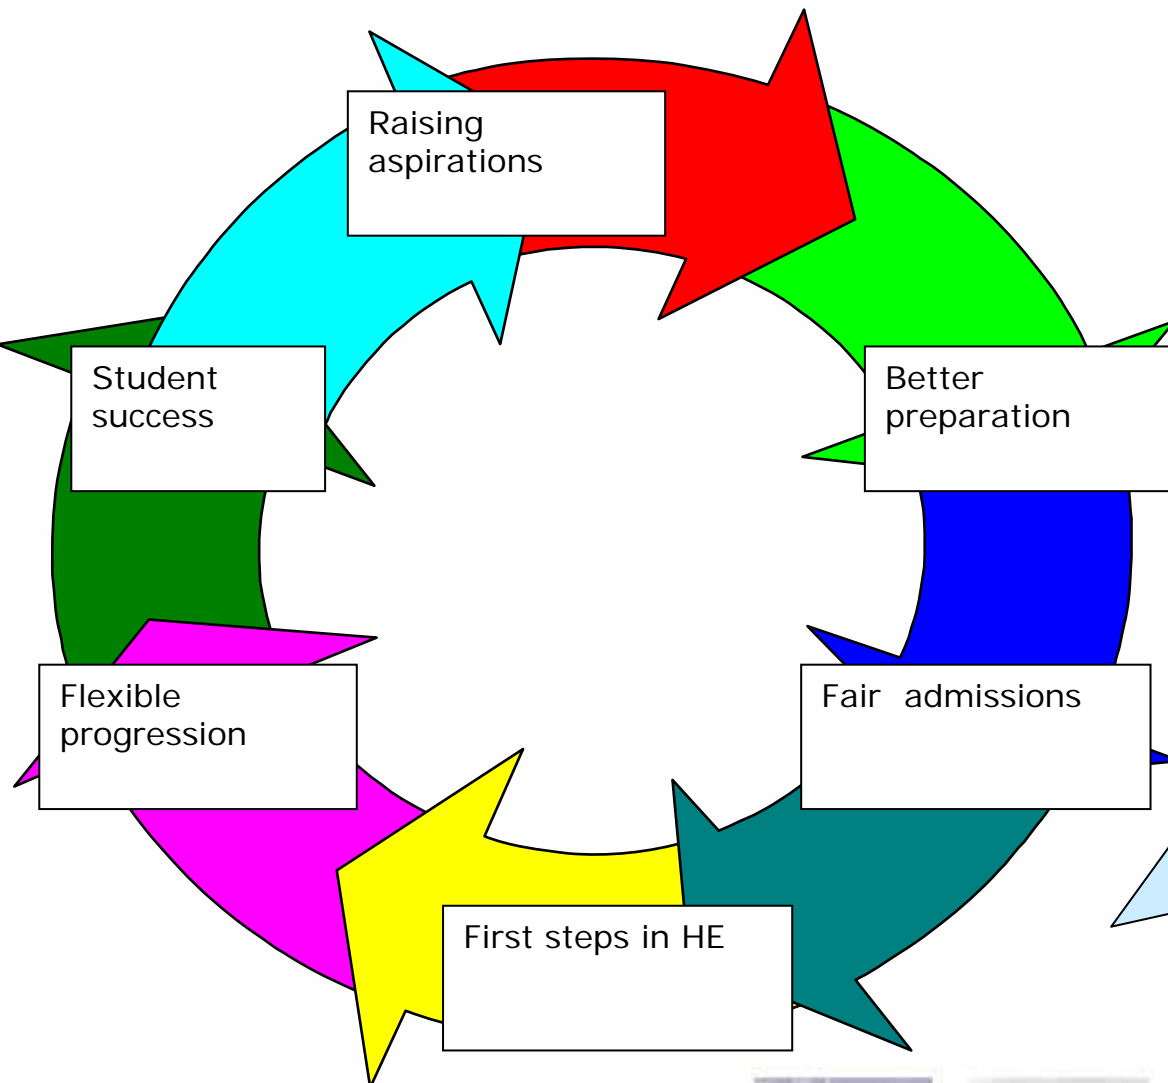 Raising
aspirations
Better
preparation
Fair admissions
First steps in HE
Flexible
progression
Student
success